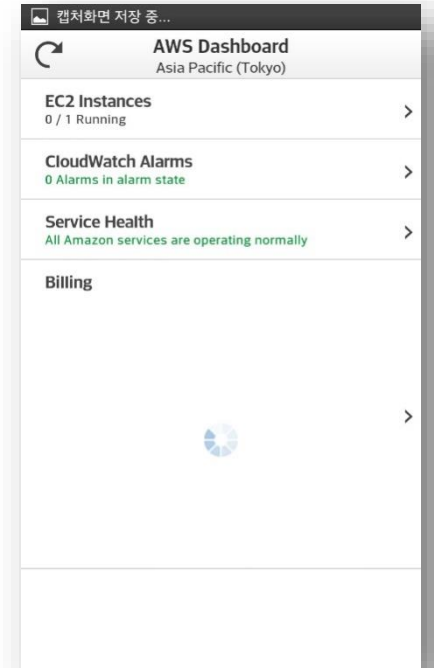 캡처화면 저장 중...
AWS Dashboard
Asia Pacific (Tokyo)
EC2 Instances
0 / 1 Running
CloudWatch Alarms
0 Alarms in alarm state
Service Health
All Amazon services are operating normally
Billing